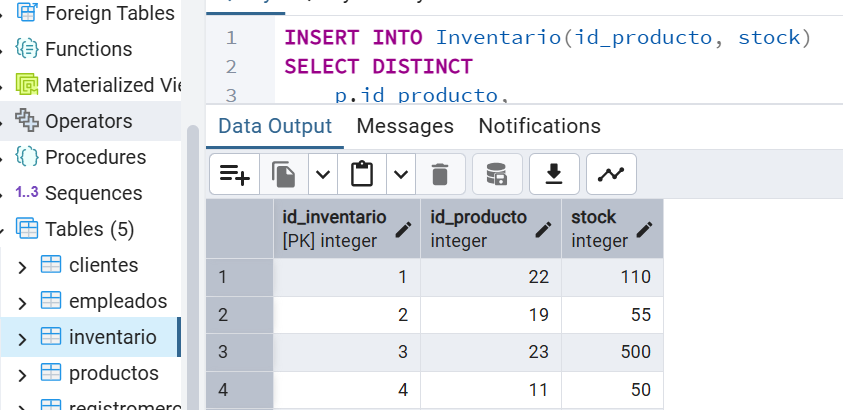 Foreign Tables
Functions
Materialized Vie
Operators
Procedures
1..3 Sequences
Tables (5)
clientes
empleados
inventario
productos
registromerc
1 INSERT INTO Inventario(id_producto, stock)
2 SELECT DISTINCT
3 p.id_producto,
Data Output Messages Notifications
id_inventario id_producto stock
[PK] integer integer integer
1 1 22 110
2 2 19 55
3 3 23 500
4 4 11 50